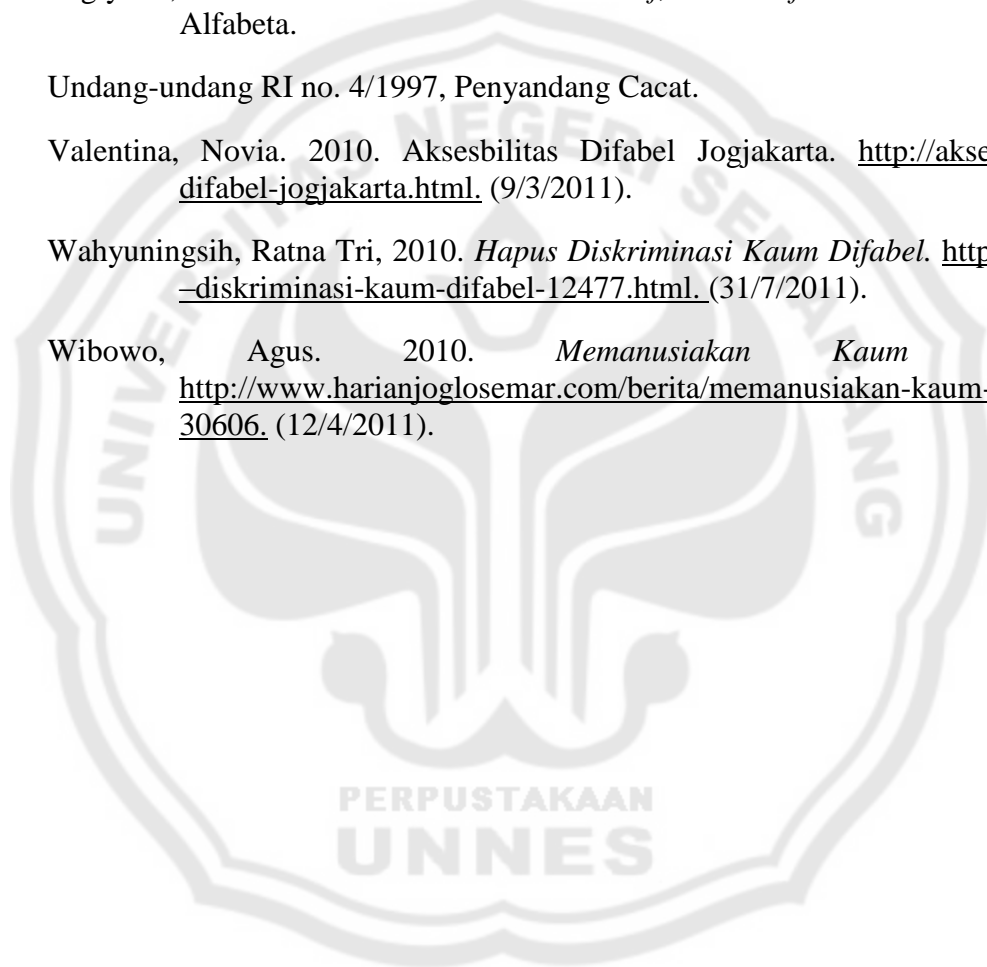 Alfabeta.
Undang-undang RI no. 4/1997, Penyandang Cacat.
Valentina, Novia. 2010. Aksesbilitas Difabel Jogjakarta. http://akse
difabel-jogjakarta.html. (9/3/2011).
Wahyuningsih, Ratna Tri, 2010. Hapus Diskriminasi Kaum Difabel. http
–diskriminasi-kaum-difabel-12477.html. (31/7/2011).
Wibowo, Agus. 2010. Memanusiakan Kaum
http://www.harianjoglosemar.com/berita/memanusiakan-kaum-
30606. (12/4/2011).
UNIVERSITAS NEGERI SEMARANG
PERPUSTAKAAN
UNNES